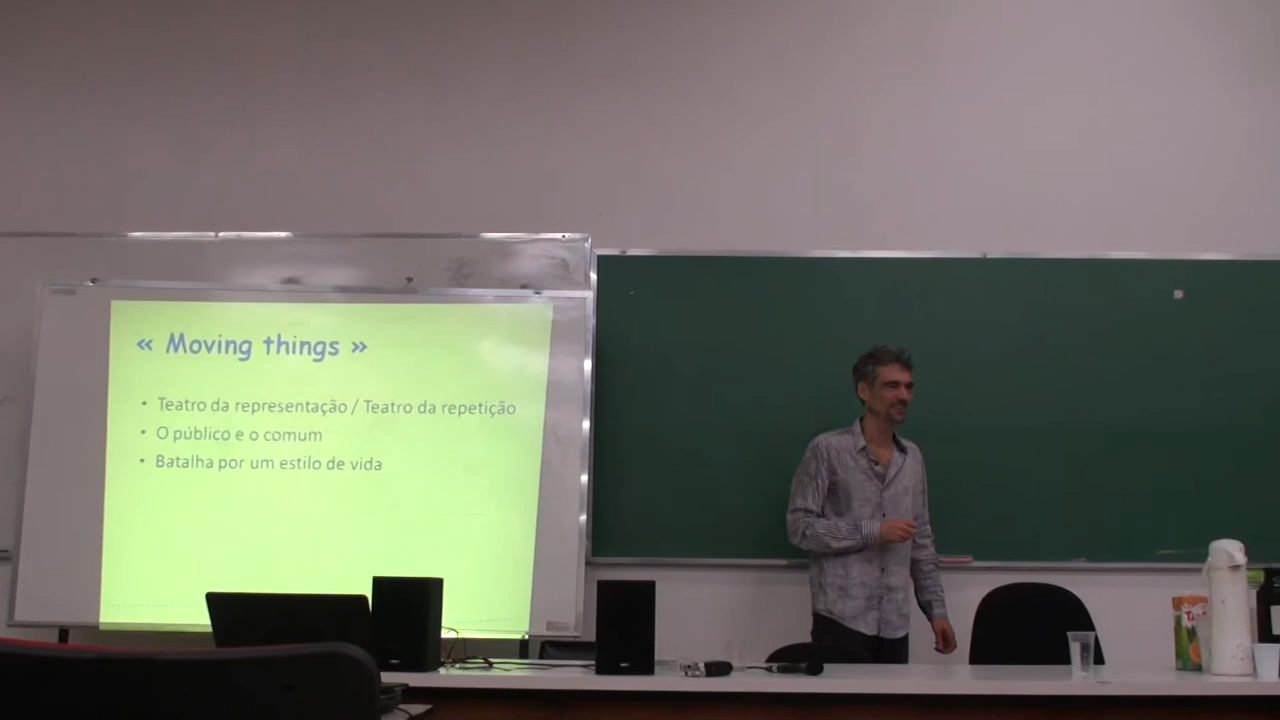 « Moving things »
• Teatro da representação / Teatro da repetição
• O público e o comum
• Batalha por um estilo de vida